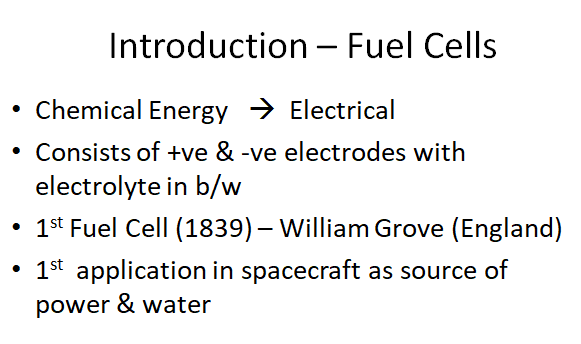 Introduction – Fuel Cells
• Chemical Energy → Electrical
• Consists of +ve & -ve electrodes with
electrolyte in b/w
• 1st Fuel Cell (1839) – William Grove (England)
• 1st application in spacecraft as source of
power & water